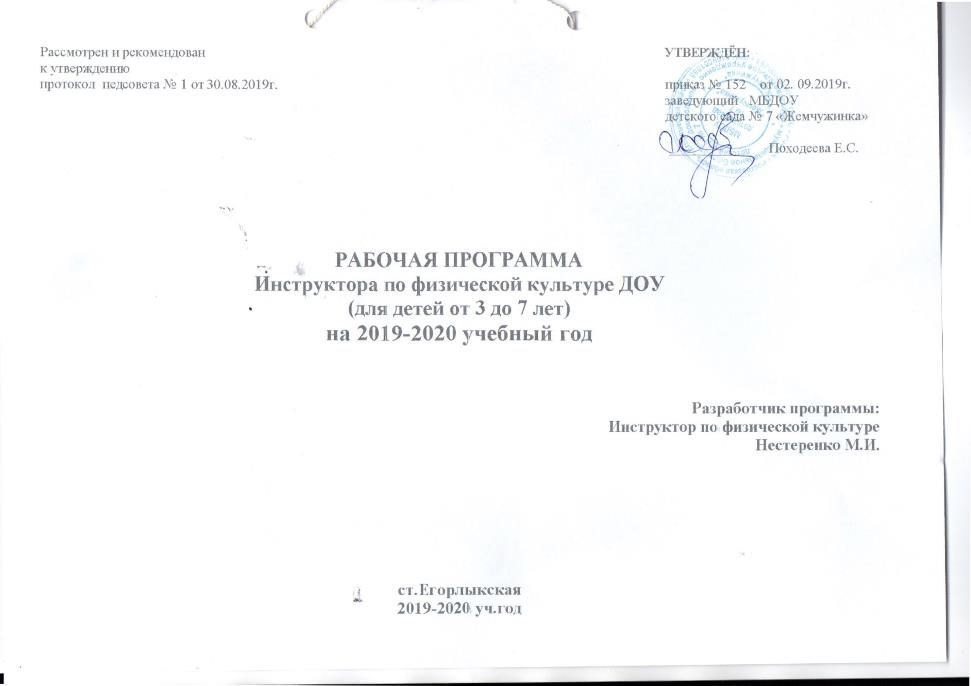 Рассмотрен и рекомендован
к утверждению
протокол педсовета № 1 от 30.08.2019г.
УТВЕРЖДЁН:
приказ № 152 от 02. 09.2019г.
заведующий МБДОУ
детского сада № 7 «Жемчужинка»
Походеева Е.С.
РАБОЧАЯ ПРОГРАММА
Инструктора по физической культуре ДОУ
(для детей от 3 до 7 лет)
на 2019-2020 учебный год
Разработчик программы:
Инструктор по физической культуре
Нестеренко М.И.
ст.Егорлыкская
2019-2020 уч.год